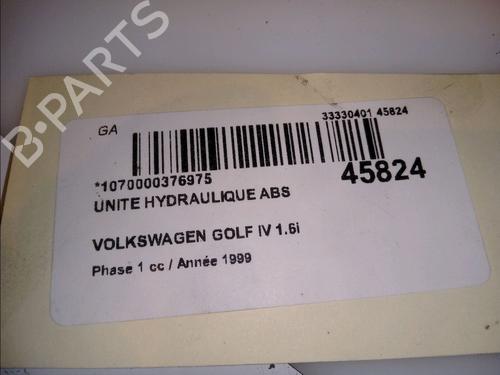 B-PARTS
GA
33330401 45824
*1070000376975
45824
UNITE HYDRAULIQUE ABS
VOLKSWAGEN GOLF IV 1.6i
Phase 1 cc / Année 1999